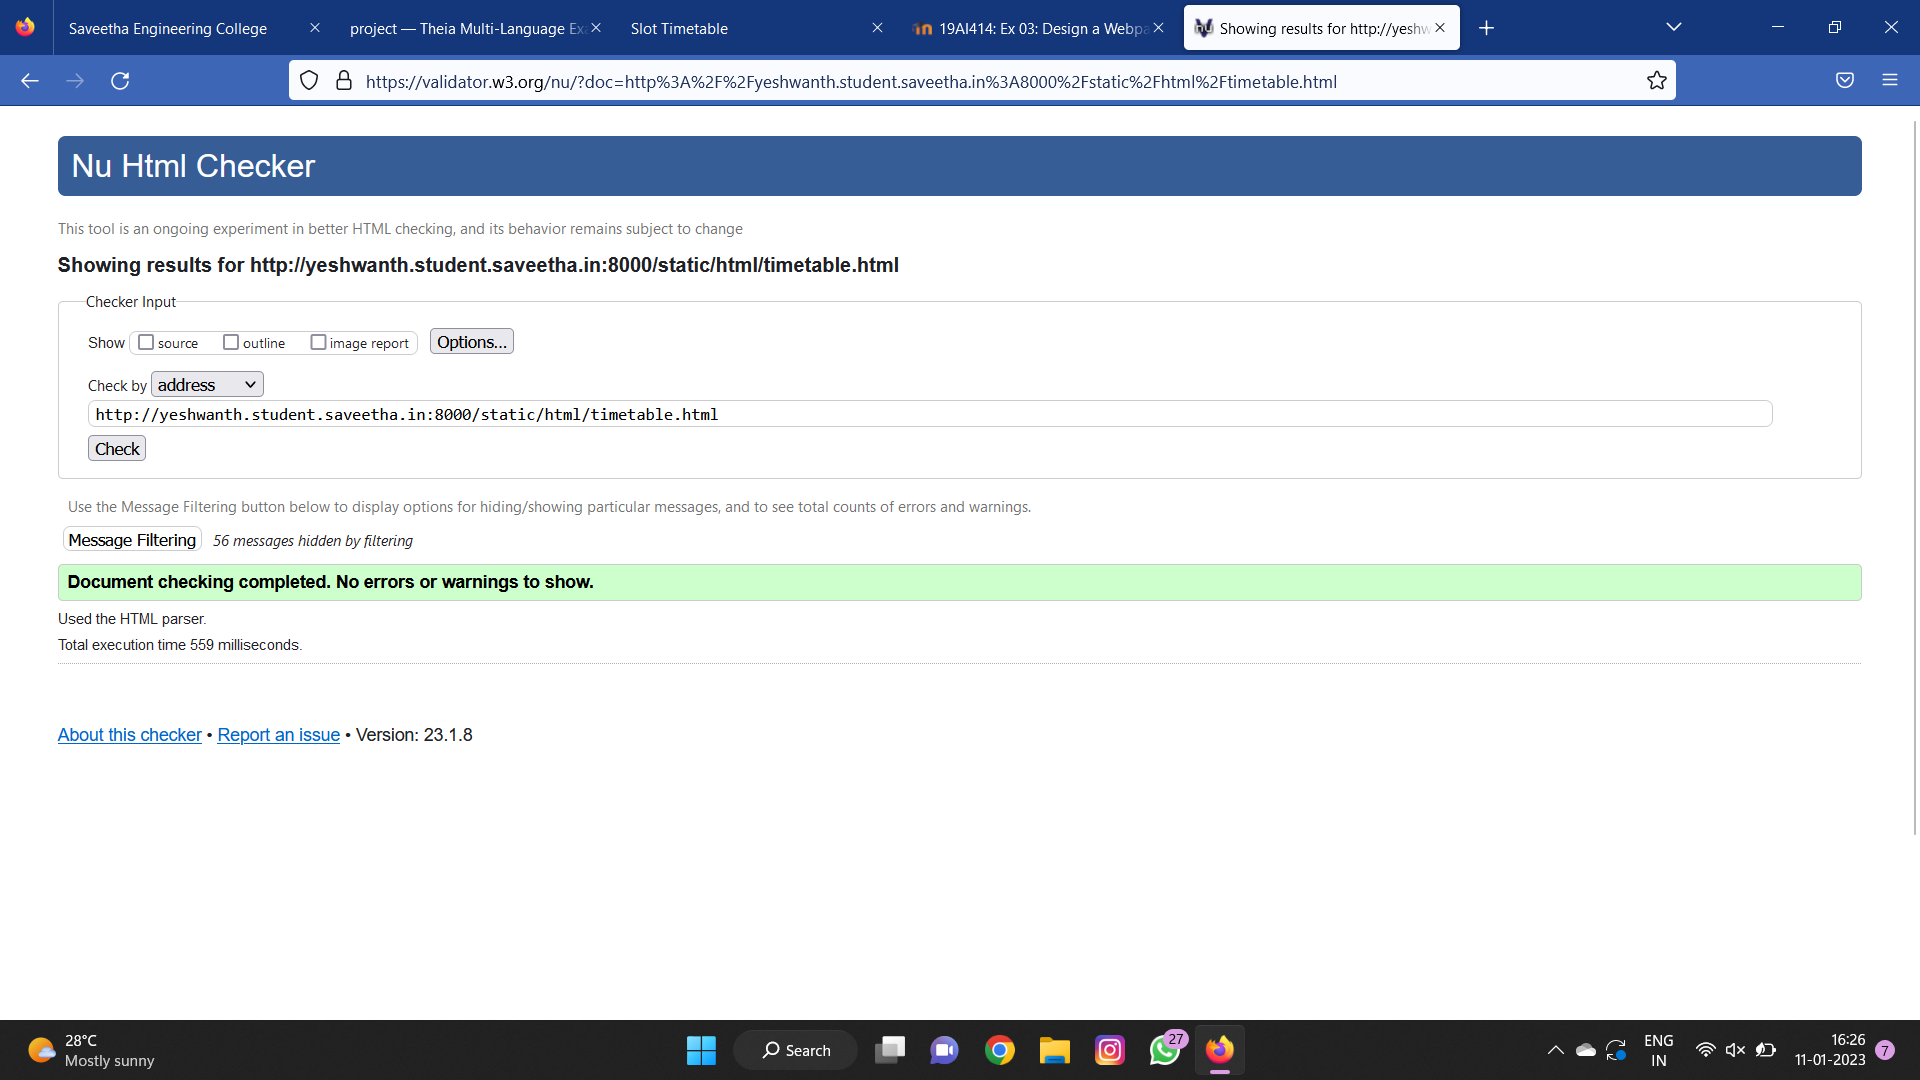 Saveetha Engineering College
project — Theia Multi-Language Ex
Slot Timetable
19AI414: Ex 03: Design a Webpa
Showing results for http://yeshw
https://validator.w3.org/nu/?doc=http%3A%2F%2Fyeshwanth.student.saveetha.in%3A8000%2Fstatic%2Fhtml%2Ftimetable.html
Nu Html Checker
This tool is an ongoing experiment in better HTML checking, and its behavior remains subject to change
Showing results for http://yeshwanth.student.saveetha.in:8000/static/html/timetable.html
Checker Input
Show source outline image report Options...
Check by address
http://yeshwanth.student.saveetha.in:8000/static/html/timetable.html
Check
Use the Message Filtering button below to display options for hiding/showing particular messages, and to see total counts of errors and warnings.
Message Filtering 56 messages hidden by filtering
Document checking completed. No errors or warnings to show.
Used the HTML parser.
Total execution time 559 milliseconds.
About this checker • Report an issue • Version: 23.1.8
28°C
Mostly sunny
Search
27
ENG
IN
16:26
11-01-2023
7